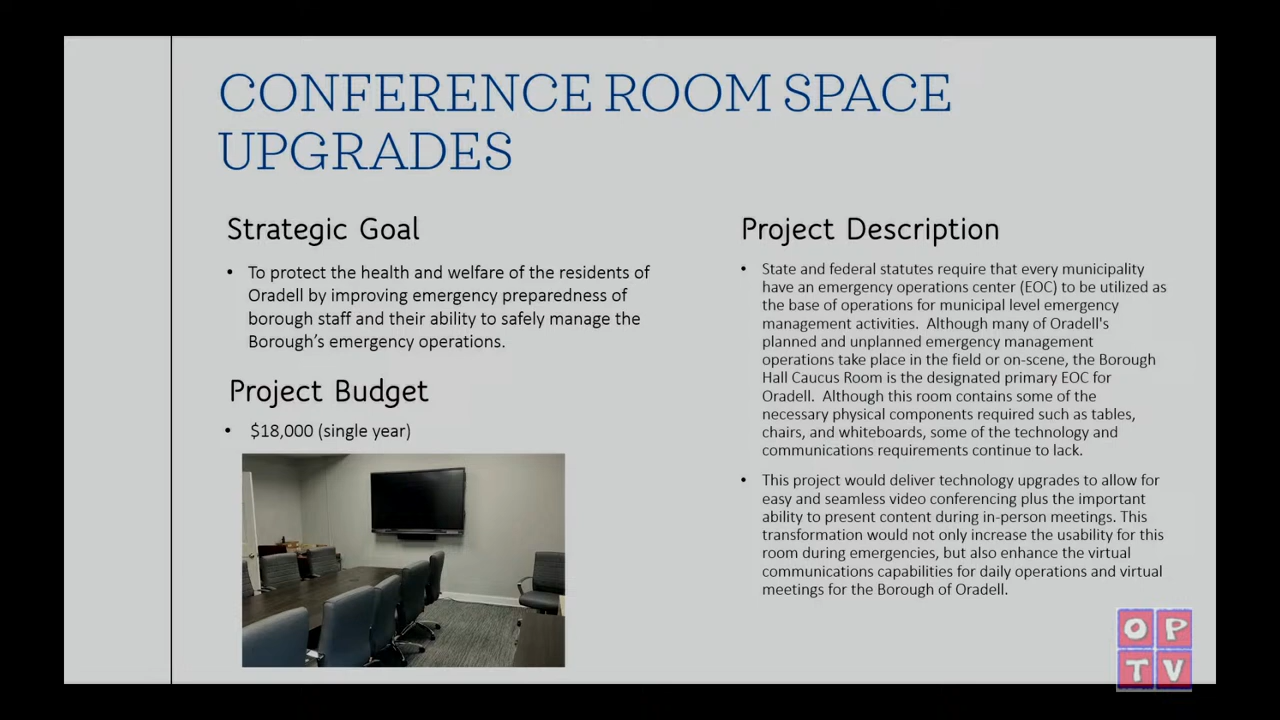 CONFERENCE ROOM SPACE
UPGRADES
Strategic Goal
• To protect the health and welfare of the residents of
Oradell by improving emergency preparedness of
borough staff and their ability to safely manage the
Borough's emergency operations.
Project Budget
• $18,000 (single year)
Project Description
• State and federal statutes require that every municipality
have an emergency operations center (EOC) to be utilized as
the base of operations for municipal level emergency
management activities.  Although many of Oradell's
planned and unplanned emergency management
operations take place in the field or on-scene, the Borough
Hall Caucus Room is the designated primary EOC for
Oradell.  Although this room contains some of the
necessary physical components required such as tables,
chairs, and whiteboards, some of the technology and
communications requirements continue to lack.
• This project would deliver technology upgrades to allow for
easy and seamless video conferencing plus the important
ability to present content during in-person meetings. This
transformation would not only increase the usability for this
room during emergencies, but also enhance the virtual
communications capabilities for daily operations and virtual
meetings for the Borough of Oradell.
OP
TV